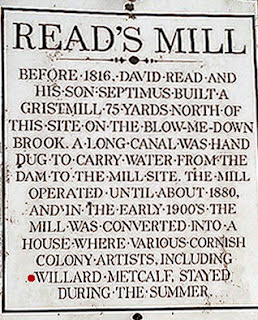 READ'S MILL
BEFORE·1816·DAVID·READ·AND
HIS·SON·SEPTIMUS·BUILT·A
GRISTMILL·75·YARDS·NORTH·OF
THIS·SITE·ON·THE·BLOW-ME-DOWN
BROOK. A·LONG·CANAL·WAS·HAND
DUG·TO·CARRY·WATER·FROM·THE
DAM·TO·THE·MILL·SITE. THE·MILL
OPERATED·UNTIL·ABOUT·1880,
AND·IN·THE·EARLY·1900'S·THE
MILL·WAS·CONVERTED·INTO·A
HOUSE·WHERE·VARIOUS·CORNISH
COLONY·ARTISTS, INCLUDING
WILLARD·METCALF, STAYED
DURING·THE·SUMMER.